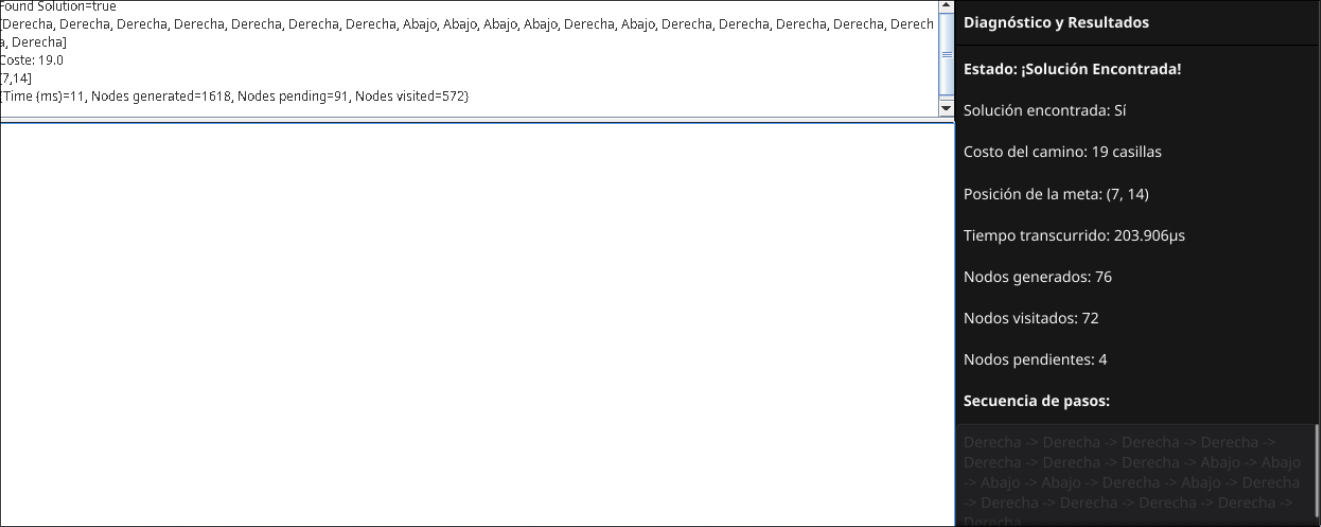 Found Solution=true
[Derecha, Derecha, Derecha, Derecha, Derecha, Derecha, Derecha, Abajo, Abajo, Abajo, Abajo, Derecha, Abajo, Derecha, Derecha, Derecha, Derecha, Derech
a, Derecha]
Coste: 19.0
[7,14]
[Time {ms}=11, Nodes generated=1618, Nodes pending=91, Nodes visited=572}
Diagnóstico y Resultados
Estado: ¡Solución Encontrada!
Solución encontrada: Sí
Costo del camino: 19 casillas
Posición de la meta: (7, 14)
Tiempo transcurrido: 203.906µs
Nodos generados: 76
Nodos visitados: 72
Nodos pendientes: 4
Secuencia de pasos:
Derecha -> Derecha -> Derecha -> Derecha ->
Derecha -> Derecha -> Derecha -> Abajo -> Abajo
-> Abajo -> Abajo -> Derecha -> Abajo -> Derecha
-> Derecha -> Derecha -> Derecha -> Derecha ->
Derecha